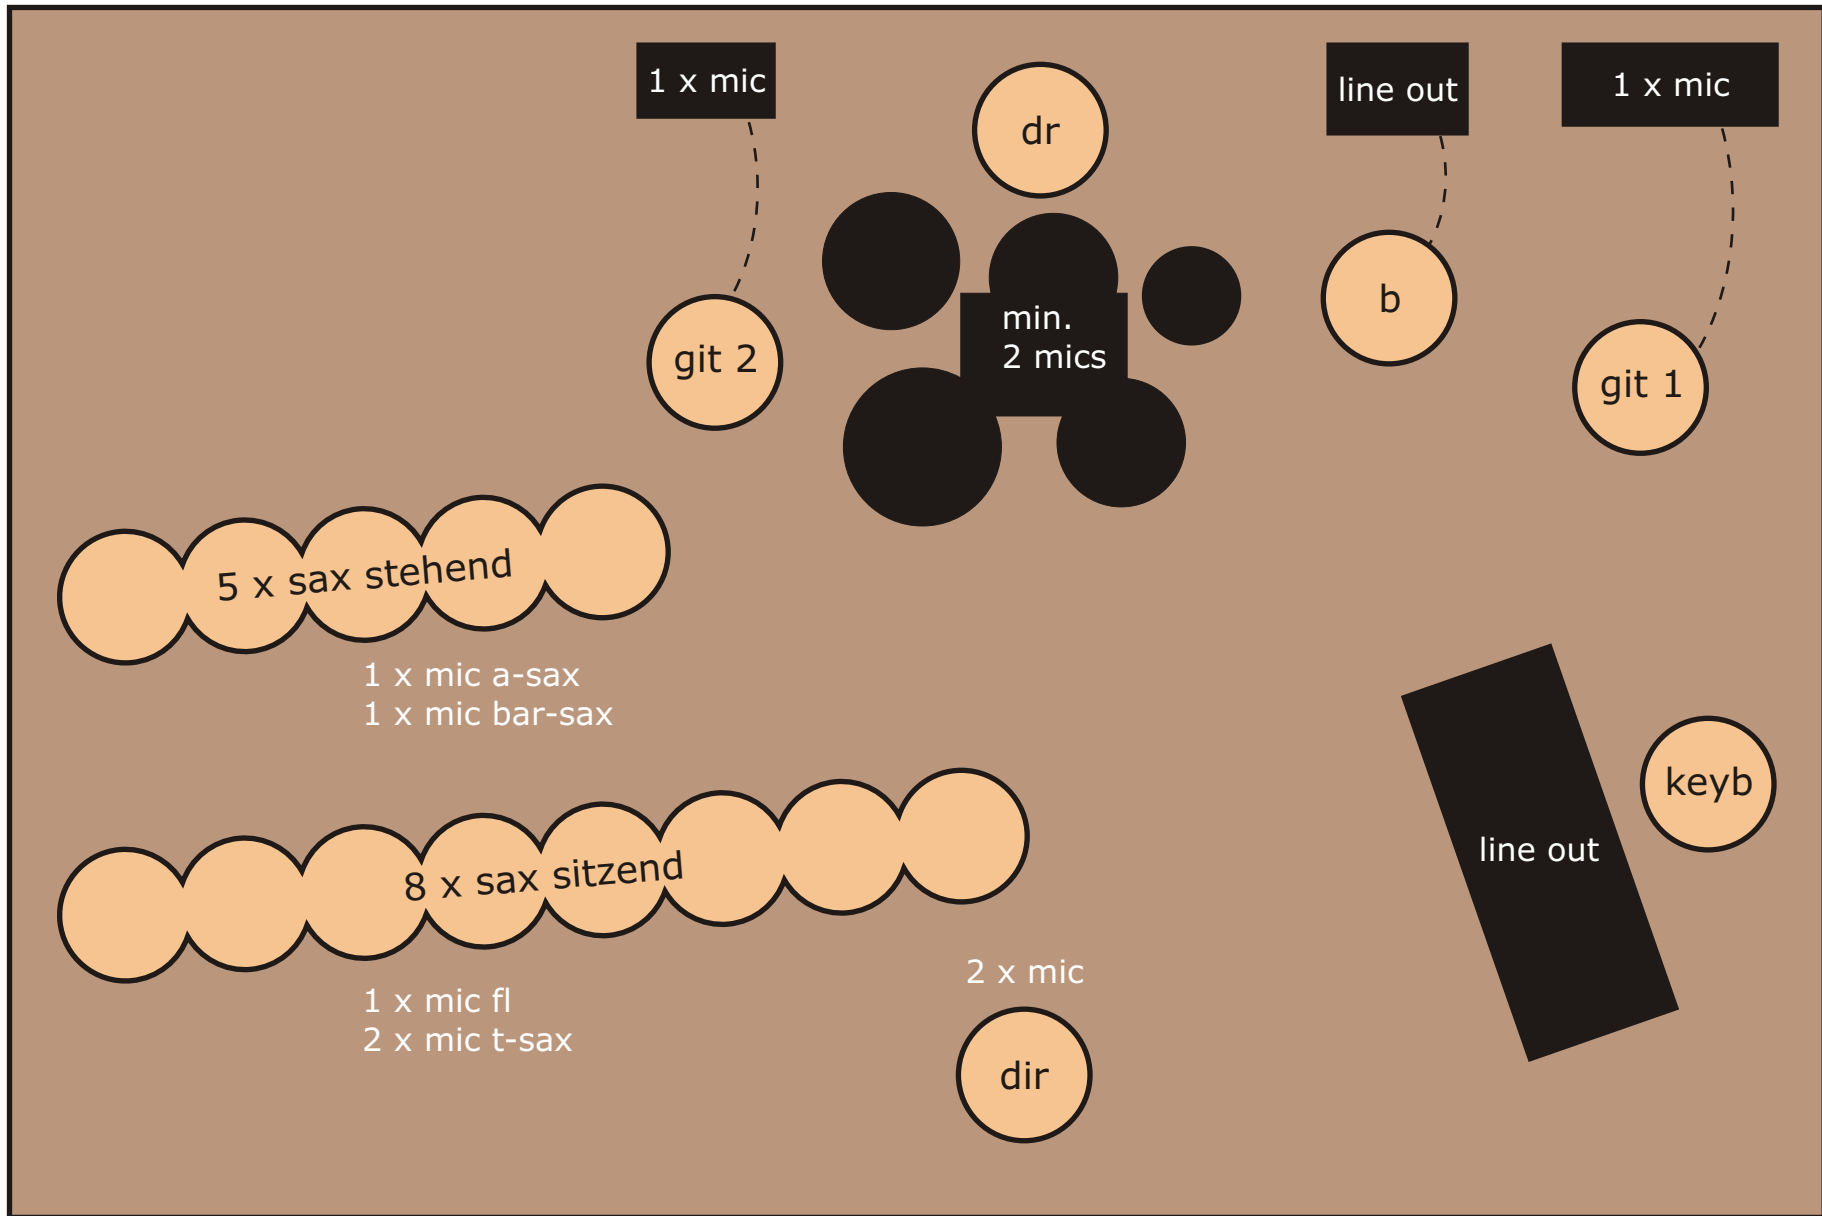 1 x mic
dr
line out
1 x mic
min.
2 mics
b
git 2
git 1
5 x sax stehend
1 x mic a-sax
1 x mic bar-sax
keyb
line out
8 x sax sitzend
1 x mic fl
2 x mic t-sax
2 x mic
dir